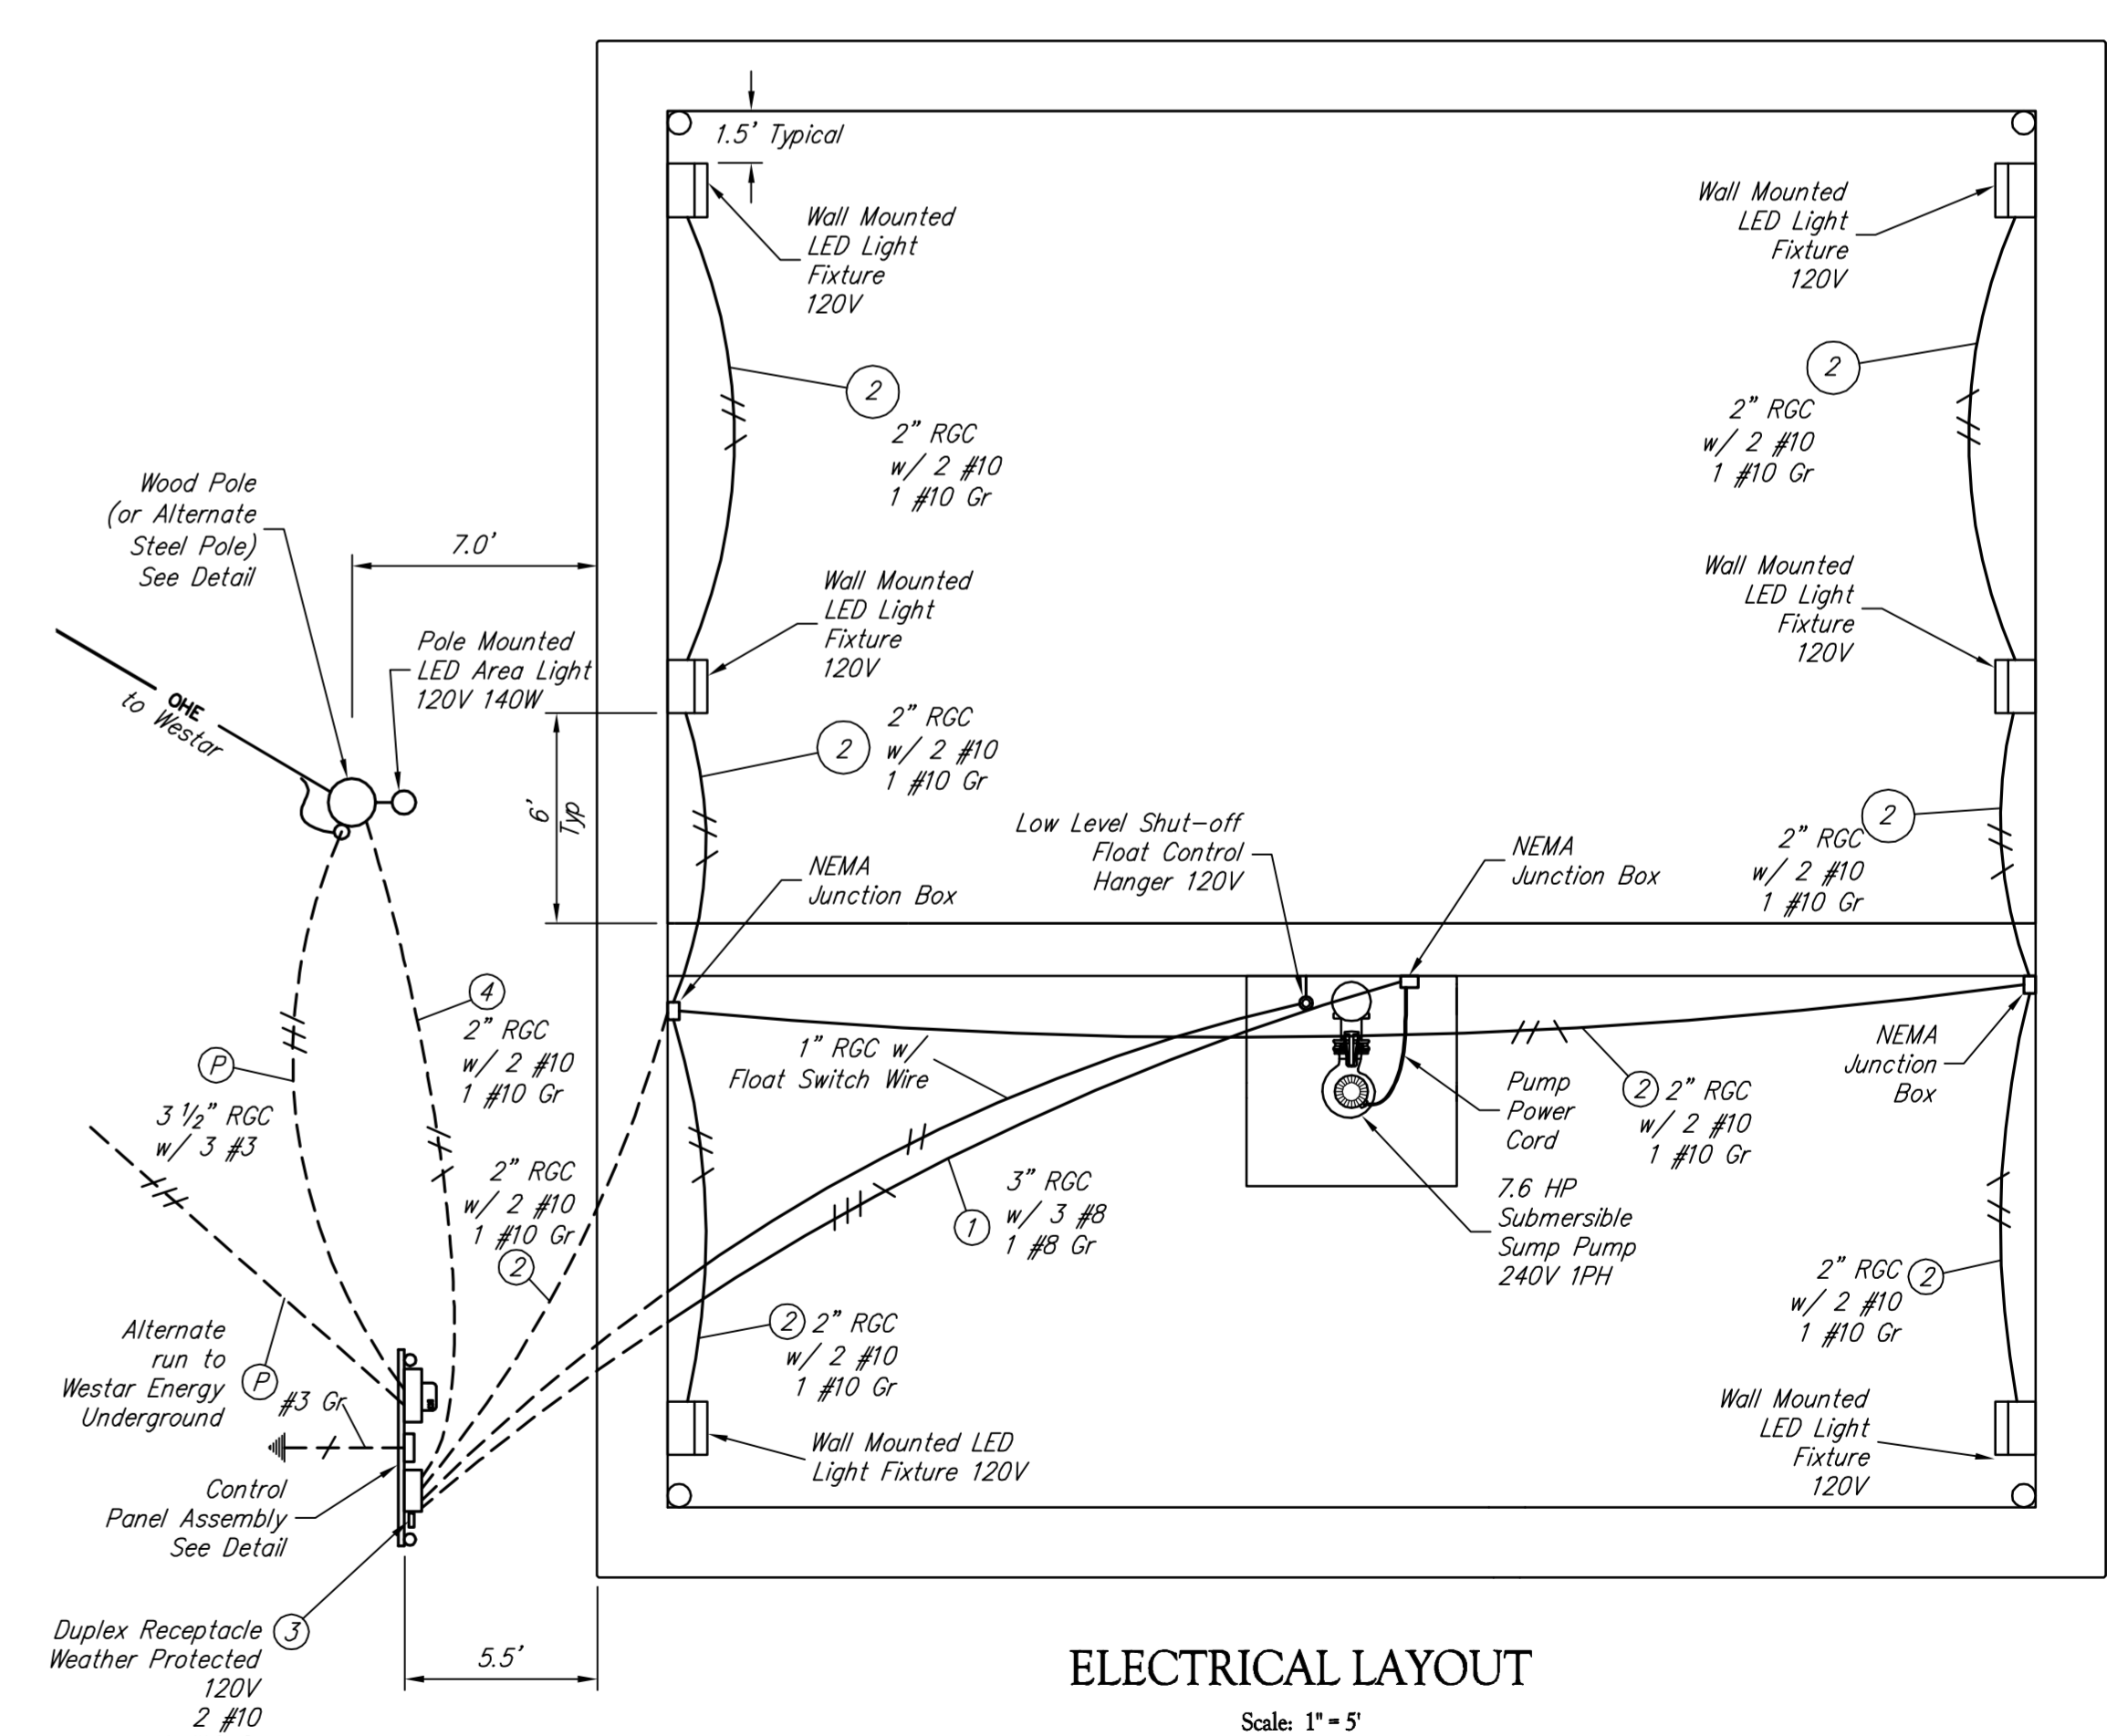 1.5' Typical
Wall Mounted
LED Light
Fixture
120V
Wall Mounted
LED Light
Fixture
120V
2
2" RGC
w/ 2 #10
1 #10 Gr
2
2" RGC
w/ 2 #10
1 #10 Gr
Wood Pole
(or Alternate
Steel Pole)
See Detail
7.0'
Wall Mounted
LED Light
Fixture
120V
Wall Mounted
LED Light
Fixture
120V
Pole Mounted
LED Area Light
120V 140W
OHE
to Westar
2
2" RGC
w/ 2 #10
1 #10 Gr
6'
Typ
2
2" RGC
w/ 2 #10
1 #10 Gr
Low Level Shut-off
Float Control
Hanger 120V
NEMA
Junction Box
NEMA
Junction Box
4
2" RGC
w/ 2 #10
1 #10 Gr
P
3 ½" RGC
w/ 3 #3
1" RGC w/
Float Switch Wire
NEMA
Junction
Box
Pump
Power
Cord
2
2" RGC
w/ 2 #10
1 #10 Gr
2" RGC
w/ 2 #10
1 #10 Gr
2
1
3" RGC
w/ 3 #8
1 #8 Gr
7.6 HP
Submersible
Sump Pump
240V 1PH
2
2" RGC
w/ 2 #10
1 #10 Gr
2" RGC
2
w/ 2 #10
1 #10 Gr
Alternate
run to
Westar Energy
Underground
P
#3 Gr
Wall Mounted LED
Light Fixture 120V
Wall Mounted
LED Light
Fixture
120V
Control
Panel Assembly
See Detail
Duplex Receptacle
3
Weather Protected
120V
2 #10
5.5'
ELECTRICAL LAYOUT
Scale: 1" = 5'